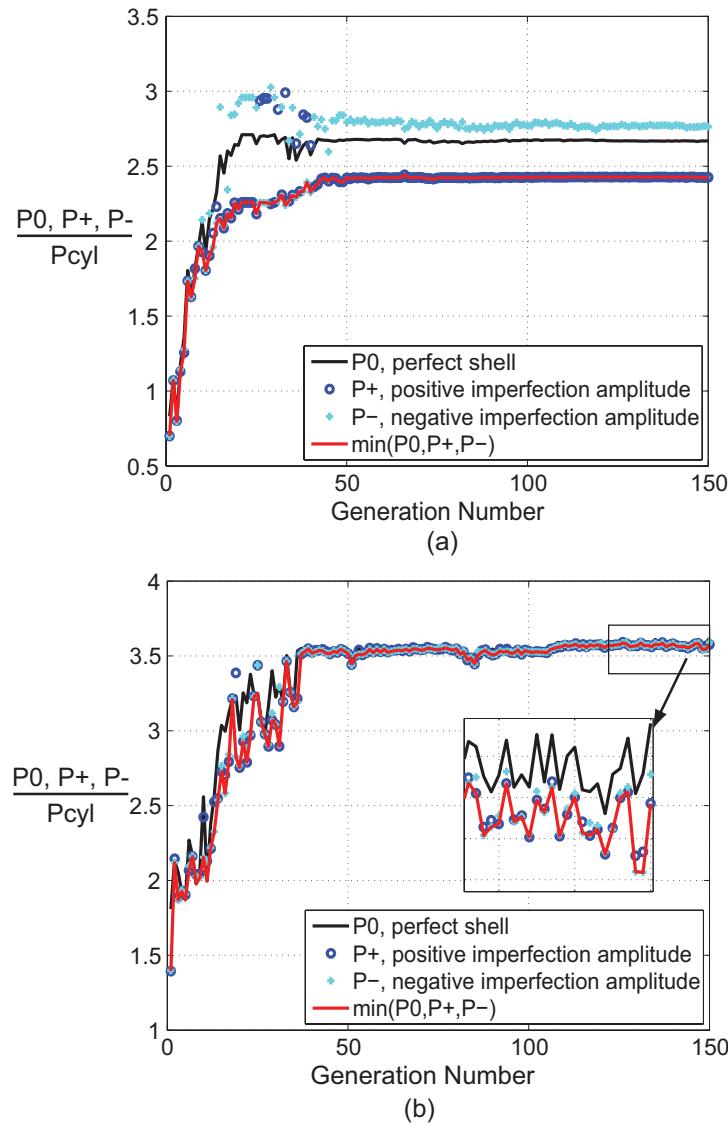 3.5
3
2.5
2
1.5
1
0.5
P0, P+, P-
Pcyl
P0, perfect shell
P+, positive imperfection amplitude
P−, negative imperfection amplitude
min(P0,P+,P−)
0 50 100 150
Generation Number
(a)
4
3.5
3
2.5
2
1.5
1
P0, P+, P-
Pcyl
P0, perfect shell
P+, positive imperfection amplitude
P−, negative imperfection amplitude
min(P0,P+,P−)
0 50 100 150
Generation Number
(b)